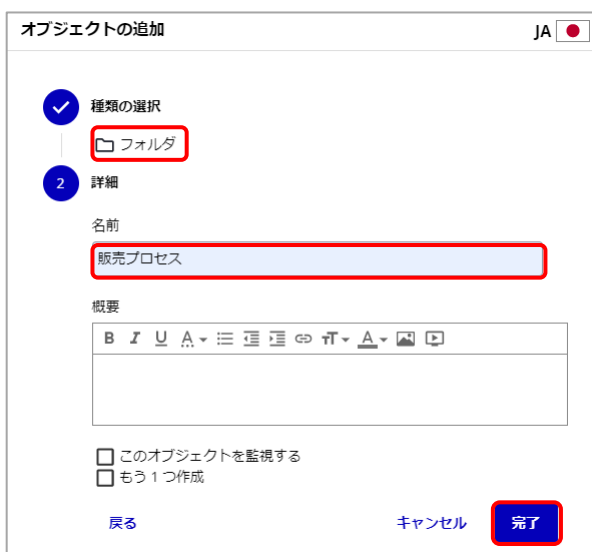 オブジェクトの追加
JA
種類の選択
フォルダ
2 詳細
名前
販売プロセス
概要
B I U A A
このオブジェクトを監視する
もう1つ作成
戻る キャンセル 完了